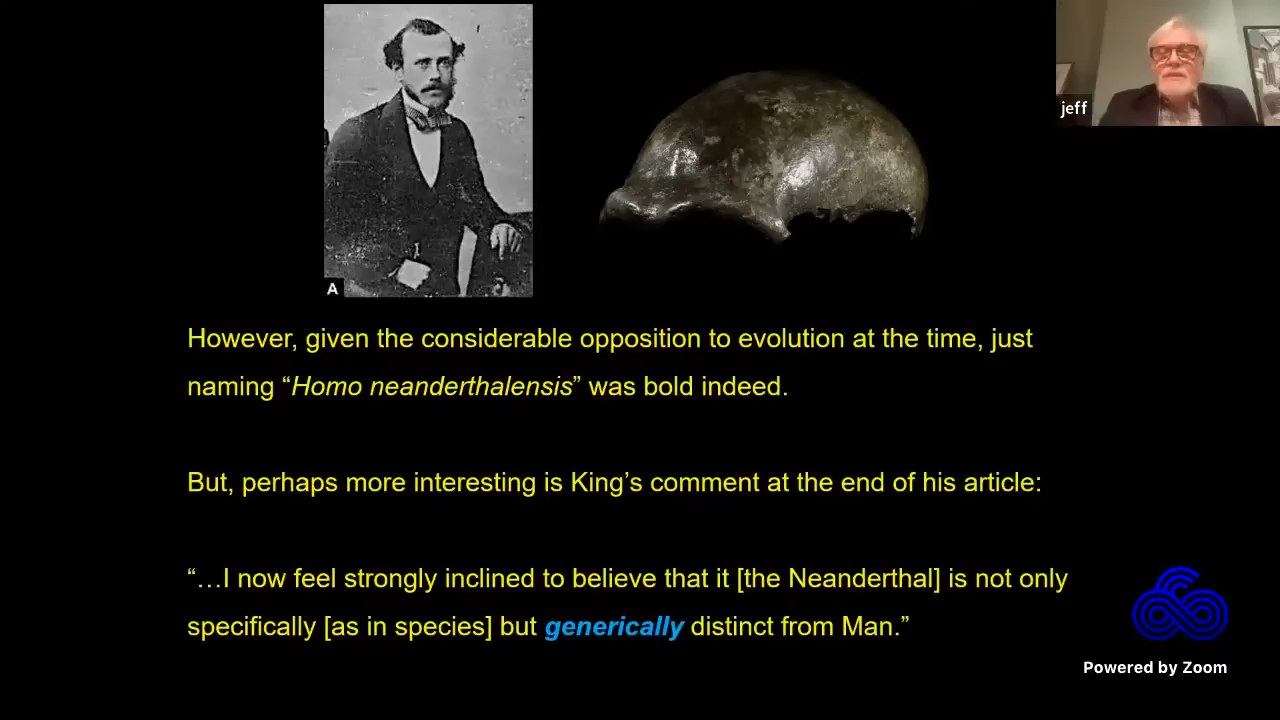 jeff
A
However, given the considerable opposition to evolution at the time, just
naming “Homo neanderthalensis” was bold indeed.
But, perhaps more interesting is King’s comment at the end of his article:
“…I now feel strongly inclined to believe that it [the Neanderthal] is not only
specifically [as in species] but generically distinct from Man.”
Powered by Zoom